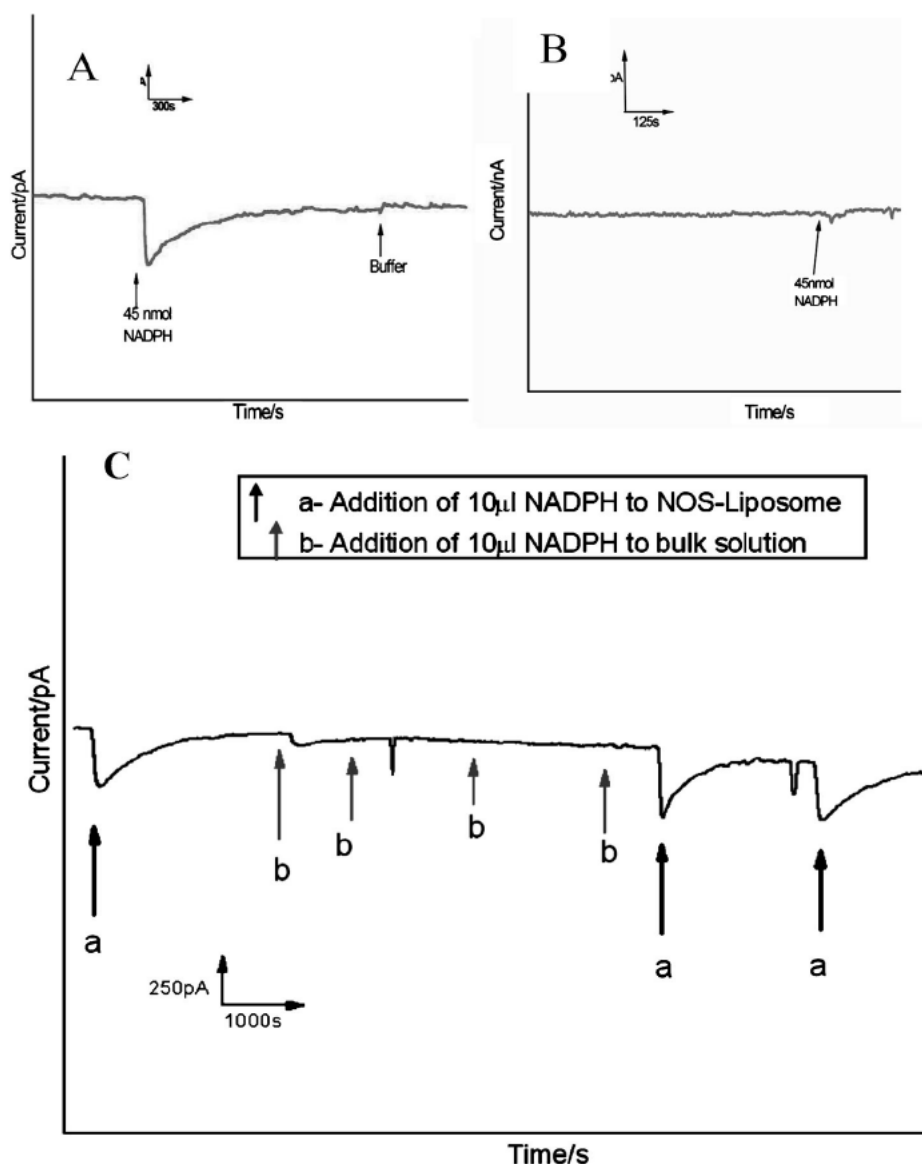 A
300s
Current/pA
45 nmol
NADPH
Buffer
Time/s
B
pA
125s
Current/nA
45nmol
NADPH
Time/s
C
a- Addition of 10μl NADPH to NOS-Liposome
b- Addition of 10μl NADPH to bulk solution
Current/pA
b
b
b
b
a
a
a
250pA
1000s
Time/s